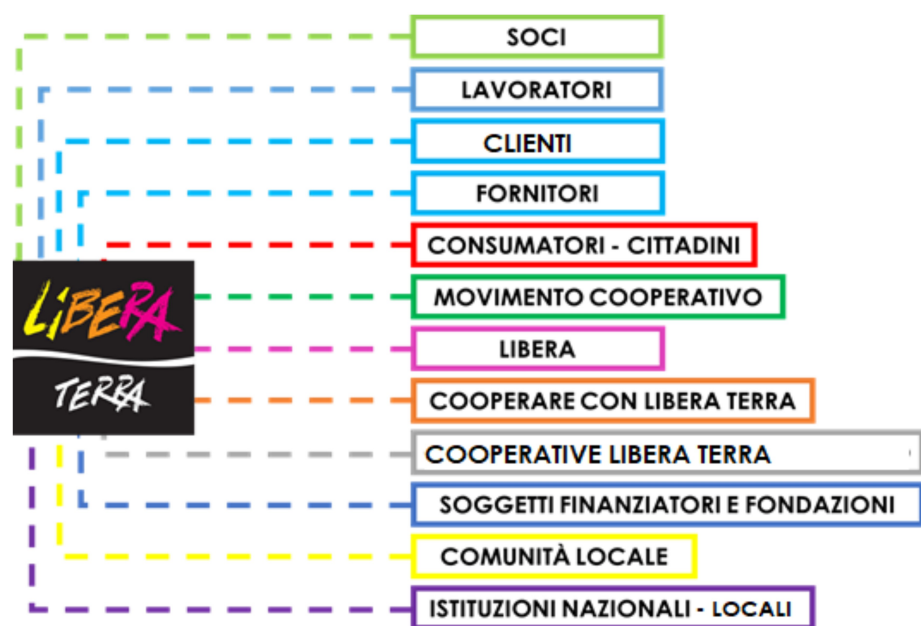 SOCI
LAVORATORI
CLIENTI
FORNITORI
CONSUMATORI - CITTADINI
LiBERA
TERRA
MOVIMENTO COOPERATIVO
LIBERA
COOPERARE CON LIBERA TERRA
COOPERATIVE LIBERA TERRA
SOGGETTI FINANZIATORI E FONDAZIONI
COMUNITÀ LOCALE
ISTITUZIONI NAZIONALI - LOCALI